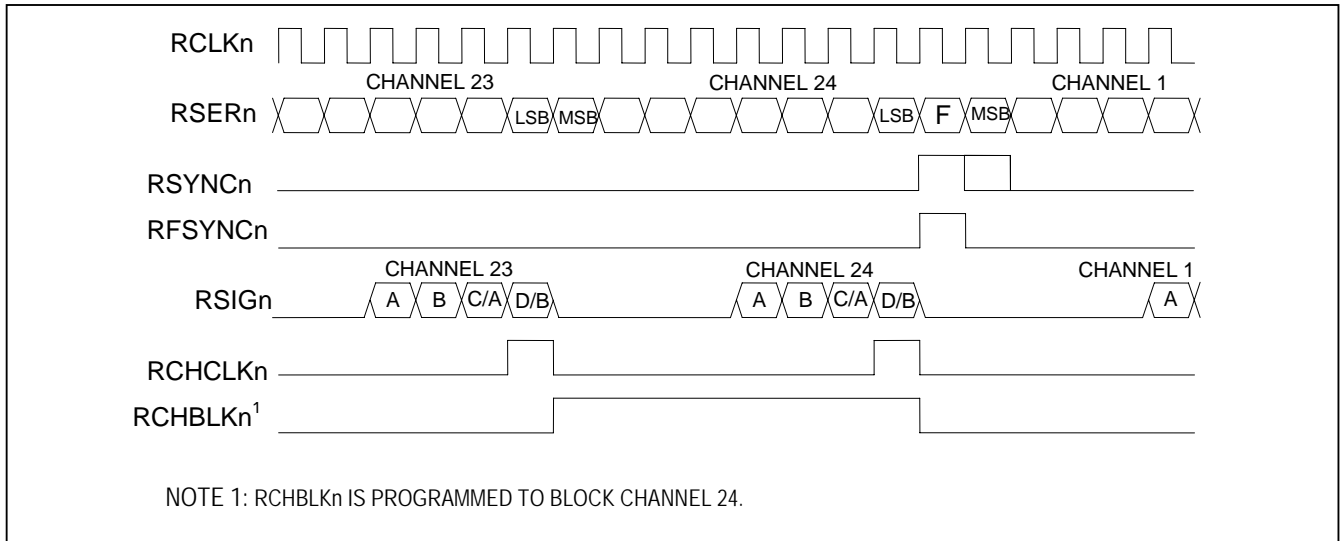 RCLKn
CHANNEL 23 CHANNEL 24 CHANNEL 1
RSERn LSB MSB LSB F MSB
RSYNCn
RFSYNCn
CHANNEL 23 CHANNEL 24 CHANNEL 1
RSIGn A B C/A D/B A B C/A D/B A
RCHCLKn
RCHBLKn¹
NOTE 1: RCHBLKn IS PROGRAMMED TO BLOCK CHANNEL 24.